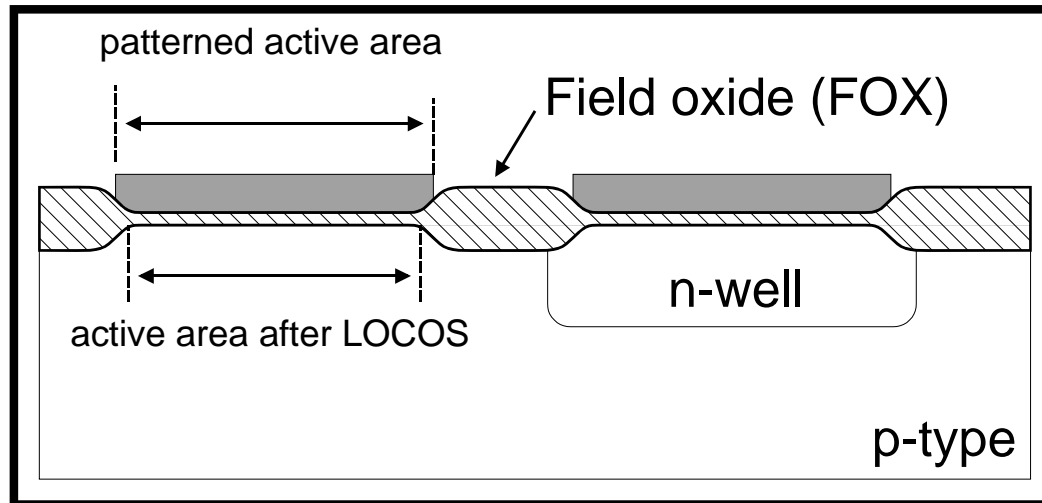 patterned active area
Field oxide (FOX)
n-well
active area after LOCOS
p-type